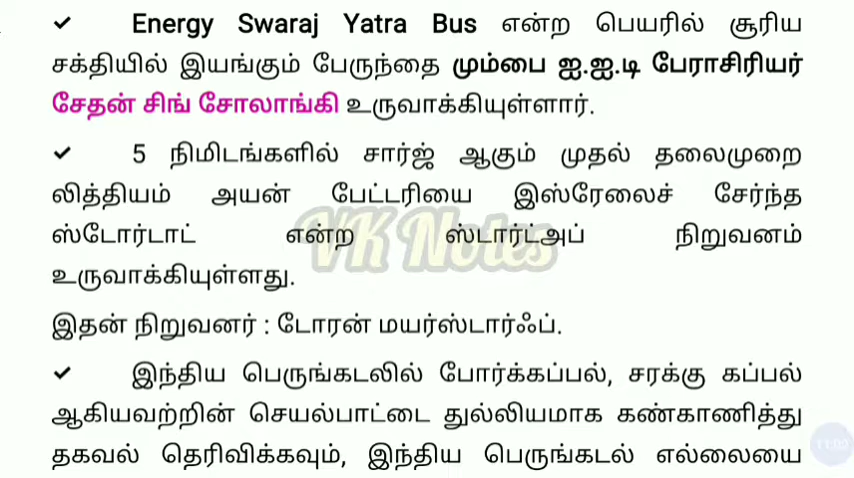 ✓ Energy Swaraj Yatra Bus என்ற பெயரில் சூரிய
சக்தியில் இயங்கும் பேருந்தை மும்பை ஐ.ஐ.டி பேராசிரியர்
சேதன் சிங் சோலாங்கி உருவாக்கியுள்ளார்.
✓ 5 நிமிடங்களில் சார்ஜ் ஆகும் முதல் தலைமுறை
லித்தியம் அயன் பேட்டரியை இஸ்ரேலைச் சேர்ந்த
ஸ்டோர்டாட் என்ற ஸ்டார்ட்அப் நிறுவனம்
VK Notes
உருவாக்கியுள்ளது.
இதன் நிறுவனர் : டோரன் மயர்ஸ்டார்ஃப்.
✓ இந்திய பெருங்கடலில் போர்க்கப்பல், சரக்கு கப்பல்
ஆகியவற்றின் செயல்பாட்டை துல்லியமாக கண்காணித்து
தகவல் தெரிவிக்கவும், இந்திய பெருங்கடல் எல்லையை